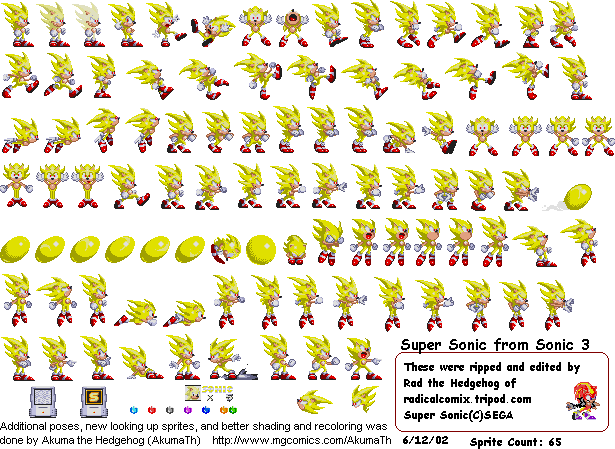 Super Sonic from Sonic 3
These were ripped and edited by
Rad the Hedgehog of
radicalcomix.tripod.com
Super Sonic(C)SEGA
SONIC
X
S
Additional poses, new looking up sprites, and better shading and recoloring was
done by Akuma the Hedgehog (AkumaTh) http://www.mgcomics.com/AkumaTh
6/12/02 Sprite Count: 65